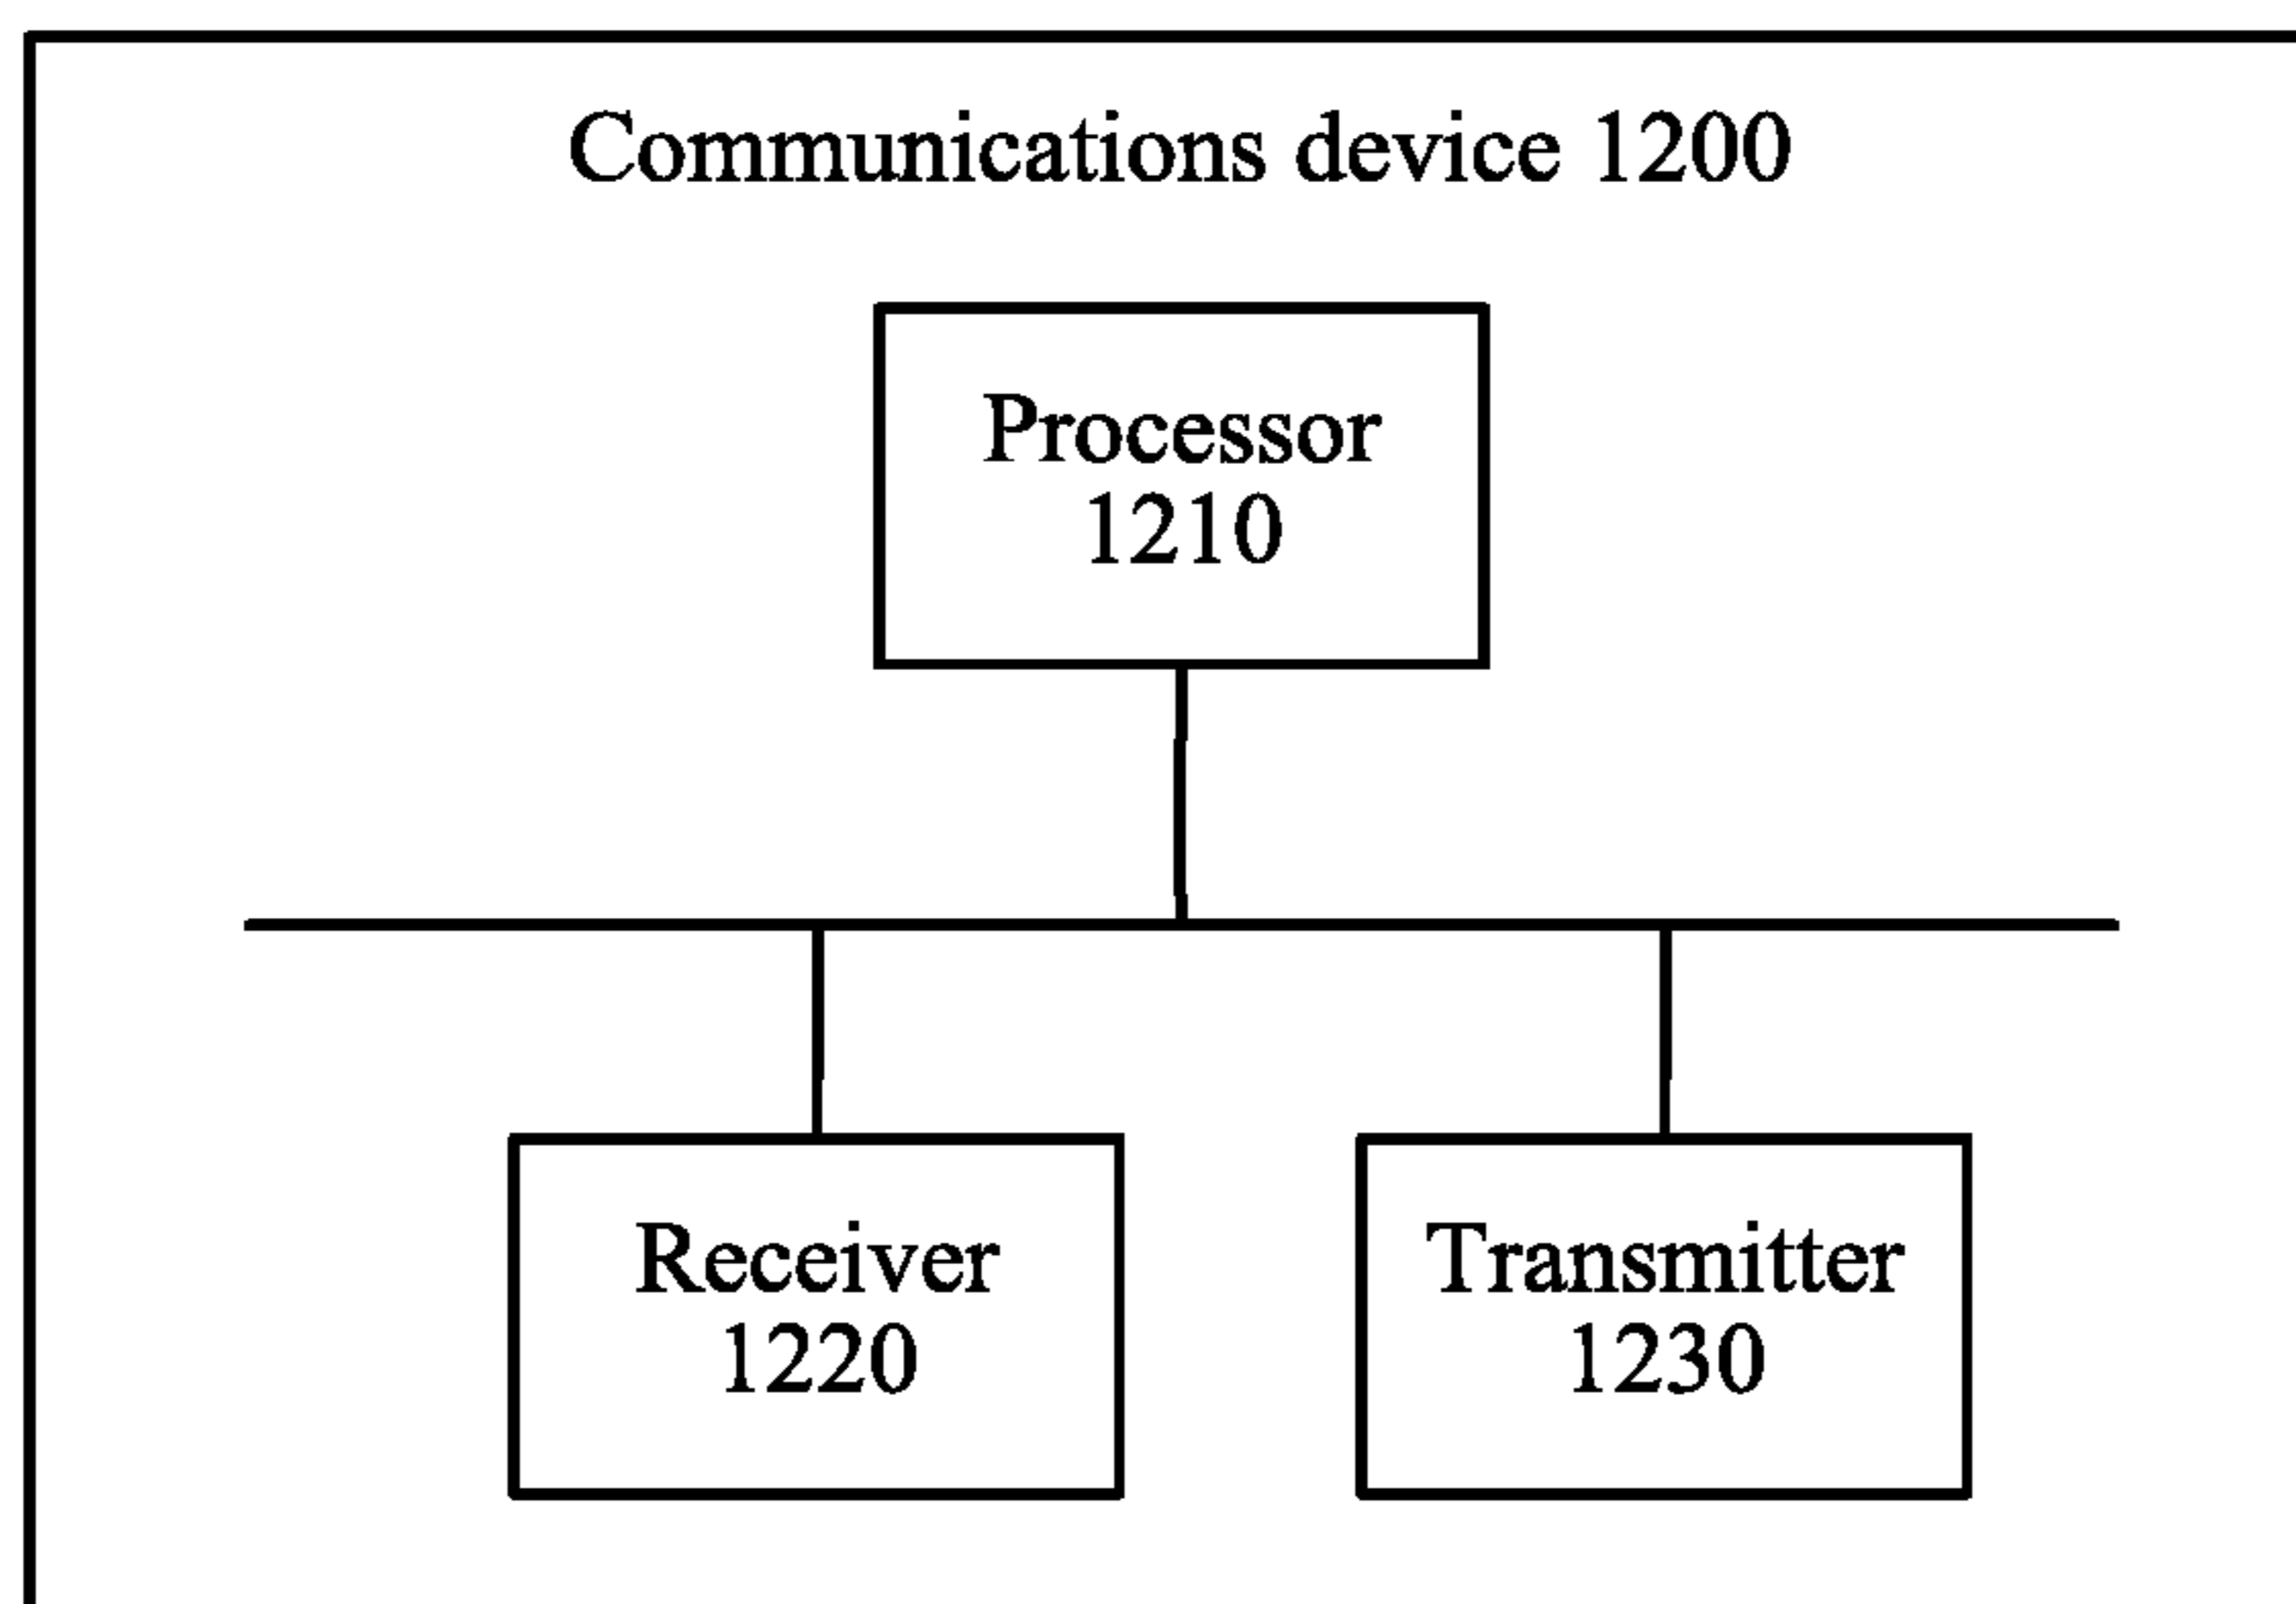 Communications device 1200
Processor
1210
Receiver
1220
Transmitter
1230